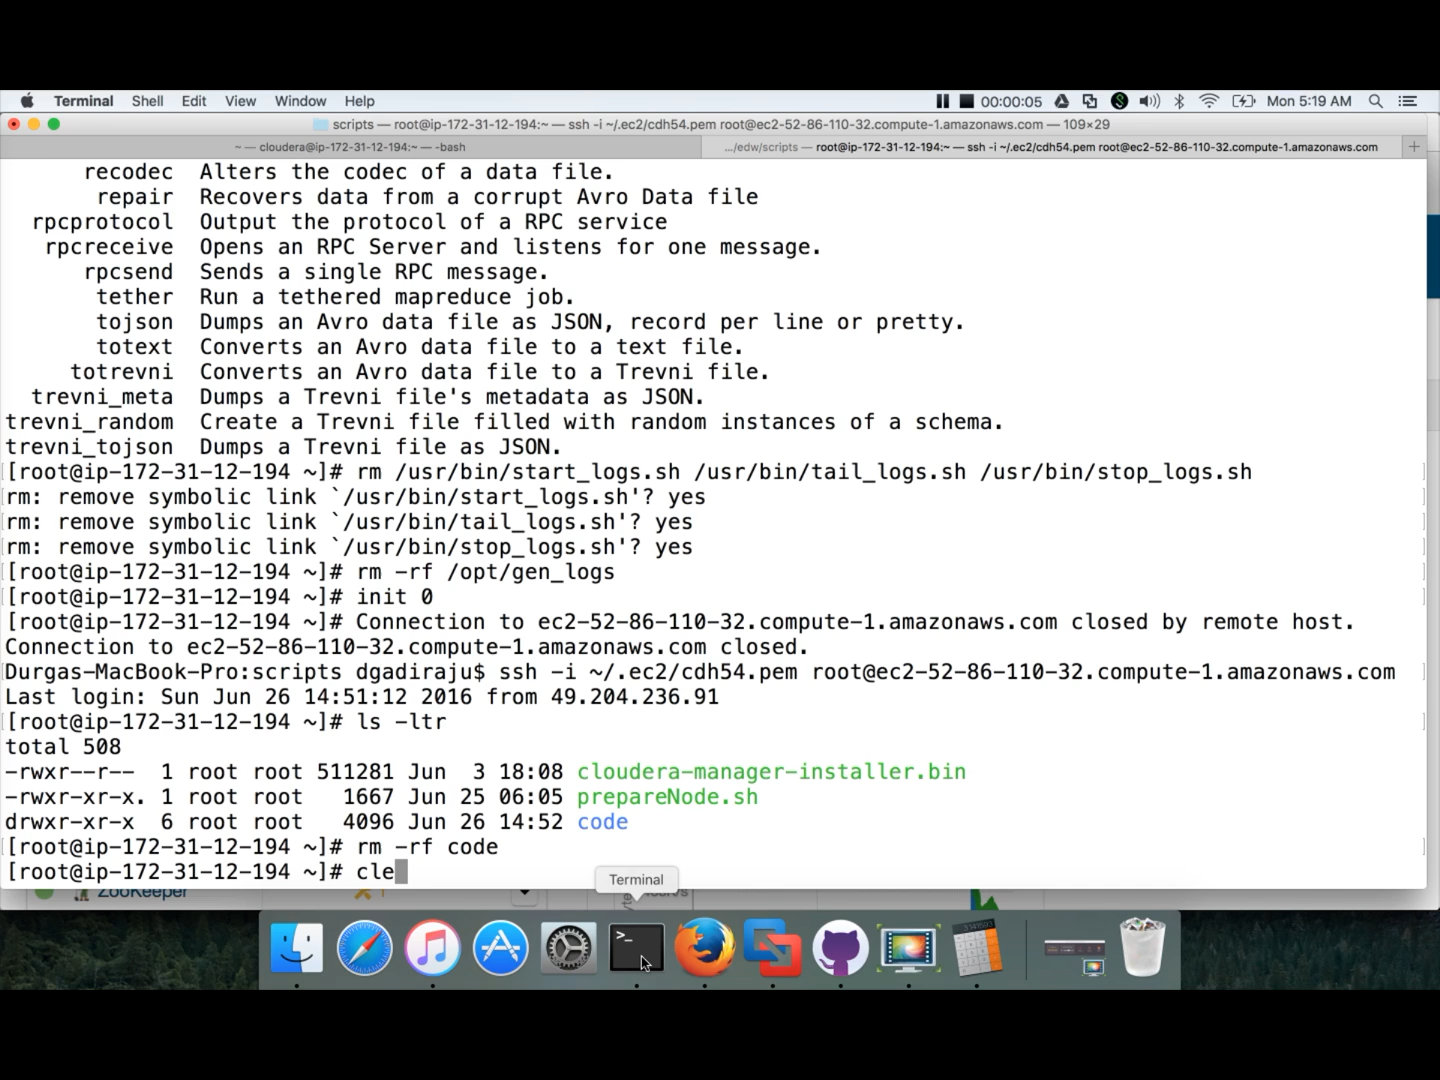 Terminal Shell Edit View Window Help 00:00:05 Mon 5:19 AM
scripts — root@ip-172-31-12-194:~ — ssh -i ~/.ec2/cdh54.pem root@ec2-52-86-110-32.compute-1.amazonaws.com — 109×29
~ — cloudera@ip-172-31-12-194:~ — -bash
.../edw/scripts — root@ip-172-31-12-194:~ — ssh -i ~/.ec2/cdh54.pem root@ec2-52-86-110-32.compute-1.amazonaws.com +
recodec Alters the codec of a data file.
repair Recovers data from a corrupt Avro Data file
rpcprotocol Output the protocol of a RPC service
rpcreceive Opens an RPC Server and listens for one message.
rpcsend Sends a single RPC message.
tether Run a tethered mapreduce job.
tojson Dumps an Avro data file as JSON, record per line or pretty.
totext Converts an Avro data file to a text file.
totrevni Converts an Avro data file to a Trevni file.
trevni_meta Dumps a Trevni file's metadata as JSON.
trevni_random Create a Trevni file filled with random instances of a schema.
trevni_tojson Dumps a Trevni file as JSON.
[root@ip-172-31-12-194 ~]# rm /usr/bin/start_logs.sh /usr/bin/tail_logs.sh /usr/bin/stop_logs.sh
rm: remove symbolic link `/usr/bin/start_logs.sh'? yes
rm: remove symbolic link `/usr/bin/tail_logs.sh'? yes
rm: remove symbolic link `/usr/bin/stop_logs.sh'? yes
[root@ip-172-31-12-194 ~]# rm -rf /opt/gen_logs
[root@ip-172-31-12-194 ~]# init 0
[root@ip-172-31-12-194 ~]# Connection to ec2-52-86-110-32.compute-1.amazonaws.com closed by remote host.
Connection to ec2-52-86-110-32.compute-1.amazonaws.com closed.
Durgas-MacBook-Pro:scripts dgadiraju$ ssh -i ~/.ec2/cdh54.pem root@ec2-52-86-110-32.compute-1.amazonaws.com
Last login: Sun Jun 26 14:51:12 2016 from 49.204.236.91
[root@ip-172-31-12-194 ~]# ls -ltr
total 508
-rwxr--r-- 1 root root 511281 Jun 3 18:08 cloudera-manager-installer.bin
-rwxr-xr-x. 1 root root 1667 Jun 25 06:05 prepareNode.sh
drwxr-xr-x 6 root root 4096 Jun 26 14:52 code
[root@ip-172-31-12-194 ~]# rm -rf code
[root@ip-172-31-12-194 ~]# cle
Terminal
ZooKeeper